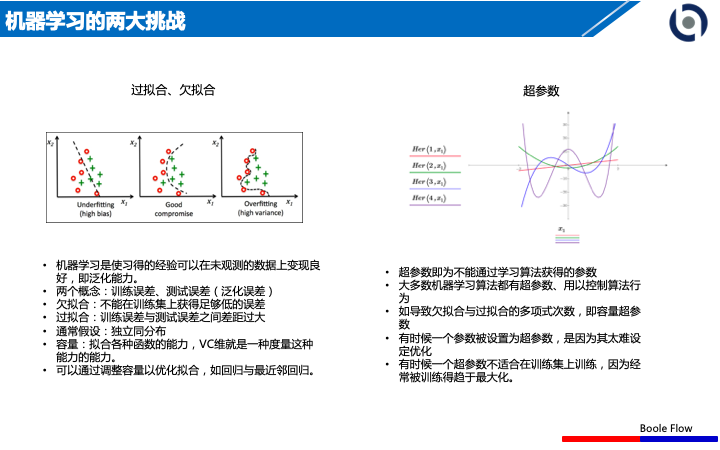 机器学习的两大挑战
过拟合、欠拟合
x₂
x₁
Underfitting
(high bias)
x₂
x₁
Good
compromise
x₂
x₁
Overfitting
(high variance)
• 机器学习是使习得的经验可以在未观测的数据上变现良
好，即泛化能力。
• 两个概念：训练误差、测试误差（泛化误差）
• 欠拟合：不能在训练集上获得足够低的误差
• 过拟合：训练误差与测试误差之间差距过大
• 通常假设：独立同分布
• 容量：拟合各种函数的能力，VC维就是一种度量这种
能力的能力。
• 可以通过调整容量以优化拟合，如回归与最近邻回归。
超参数
Her(1,x₁)
Her(2,x₁)
Her(3,x₁)
Her(4,x₁)
x₁
• 超参数即为不能通过学习算法获得的参数
• 大多数机器学习算法都有超参数、用以控制算法行
为
• 如导致欠拟合与过拟合的多项式次数，即容量超参
数
• 有时候一个参数被设置为超参数，是因为其太难设
定优化
• 有时候一个超参数不适合在训练集上训练，因为经
常被训练得趋于最大化。
Boole Flow